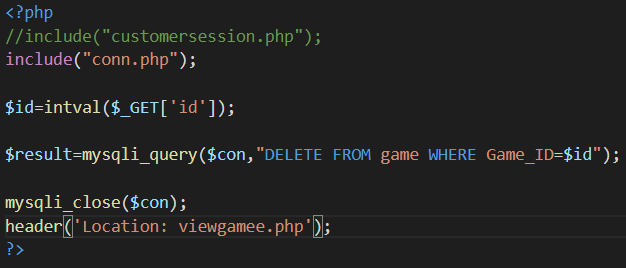 <?php
//include("customersession.php");
include("conn.php");
$id=intval($_GET['id']);
$result=mysqli_query($con,"DELETE FROM game WHERE Game_ID=$id");
mysqli_close($con);
header('Location: viewgamee.php');
?>